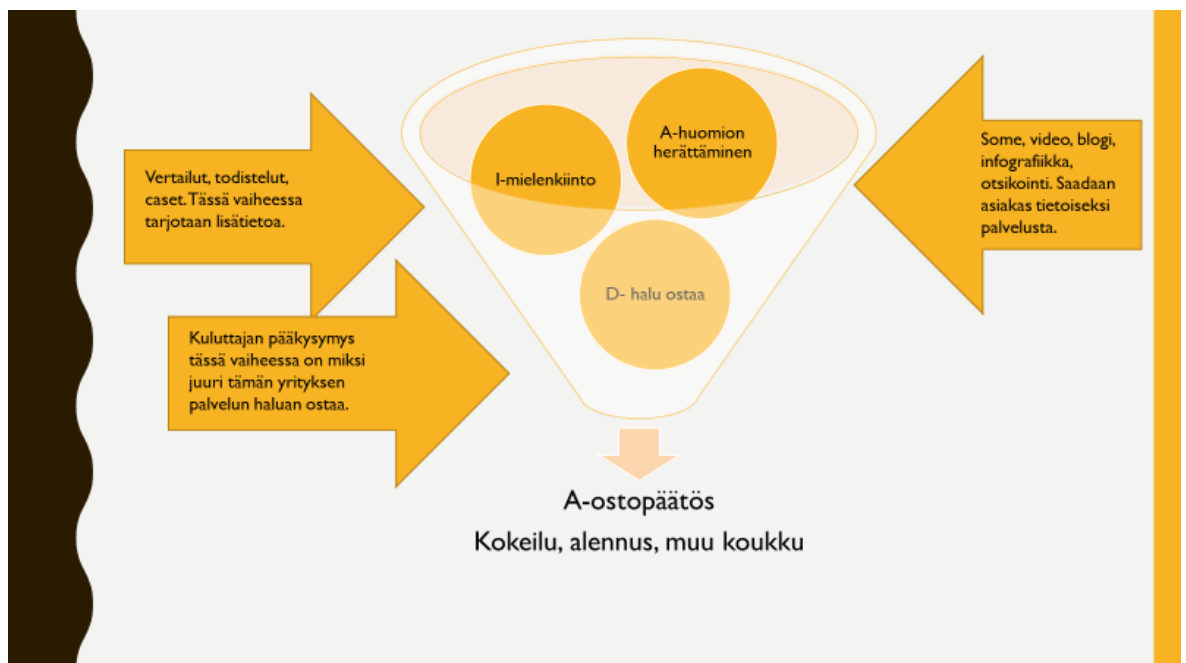 A-huomion
herättäminen
I-mielenkiinto
D- halu ostaa
Vertailut, todistelut,
caset. Tässä vaiheessa
tarjotaan lisätietoa.
Some, video, blogi,
infografiikka,
otsikointi. Saadaan
asiakas tietoiseksi
palvelusta.
Kuluttajan pääkysymys
tässä vaiheessa on miksi
juuri tämän yrityksen
palvelun haluan ostaa.
A-ostopäätös
Kokeilu, alennus, muu koukku